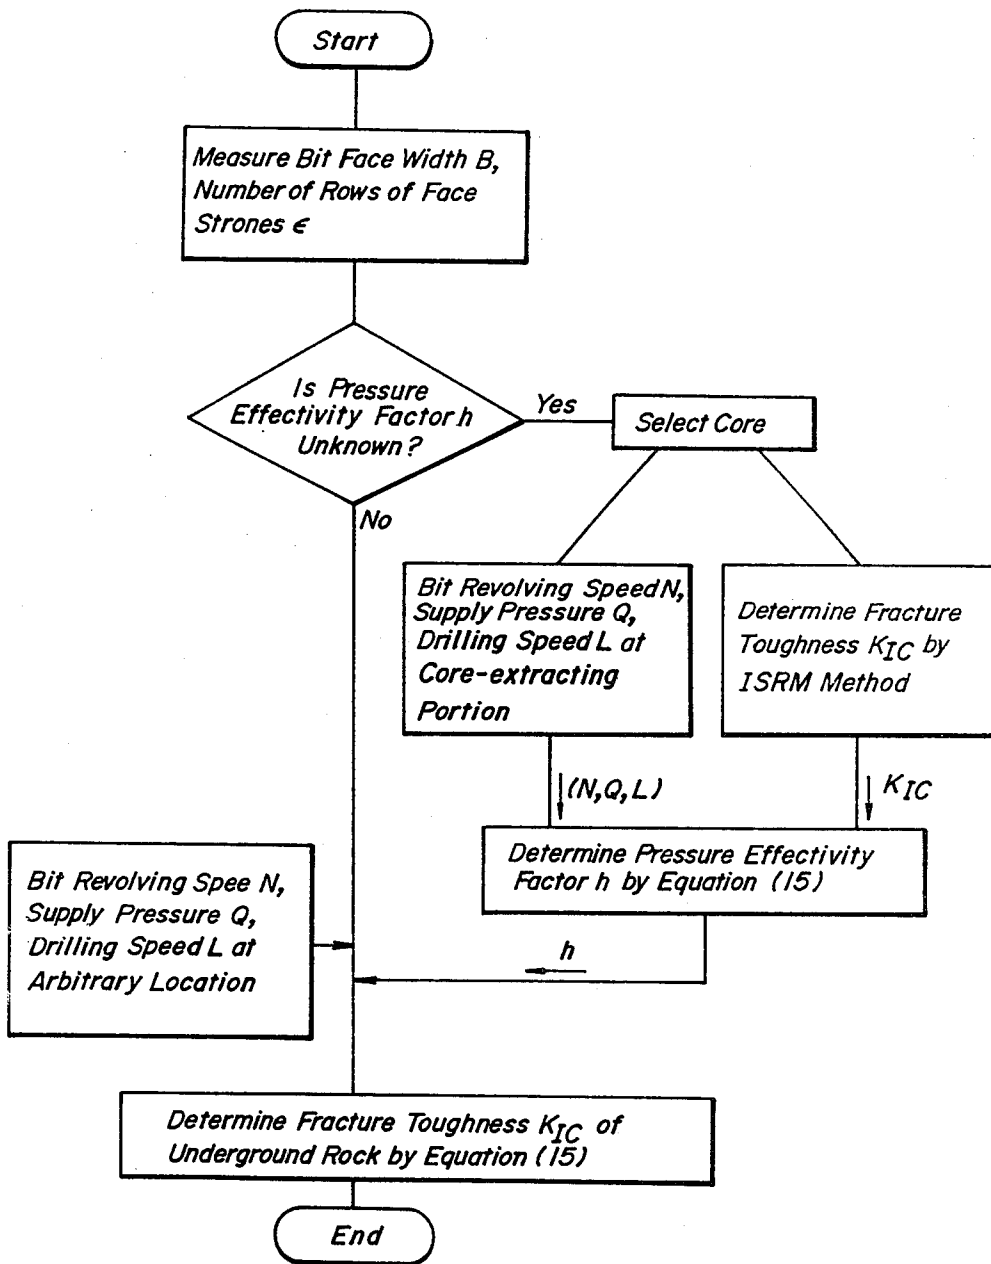 Start
Measure Bit Face Width B,
Number of Rows of Face
Strones ϵ
Is Pressure
Effectivity Factor h
Unknown?
Yes
Select Core
No
Bit Revolving Speed N,
Supply Pressure Q,
Drilling Speed L at
Core-extracting
Portion
Determine Fracture
Toughness KIC by
ISRM Method
(N,Q,L)
KIC
Determine Pressure Effectivity
Factor h by Equation (15)
h
Bit Revolving Spee N,
Supply Pressure Q,
Drilling Speed L at
Arbitrary Location
Determine Fracture Toughness KIC of
Underground Rock by Equation (15)
End